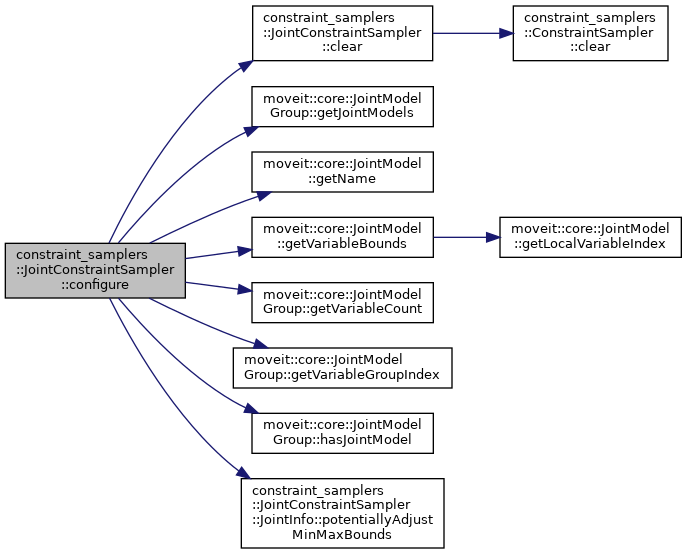 constraint_samplers
::JointConstraintSampler
::configure
constraint_samplers
::JointConstraintSampler
::clear
constraint_samplers
::ConstraintSampler
::clear
moveit::core::JointModel
Group::getJointModels
moveit::core::JointModel
::getName
moveit::core::JointModel
::getVariableBounds
moveit::core::JointModel
::getLocalVariableIndex
moveit::core::JointModel
Group::getVariableCount
moveit::core::JointModel
Group::getVariableGroupIndex
moveit::core::JointModel
Group::hasJointModel
constraint_samplers
::JointConstraintSampler
::JointInfo::potentiallyAdjust
MinMaxBounds